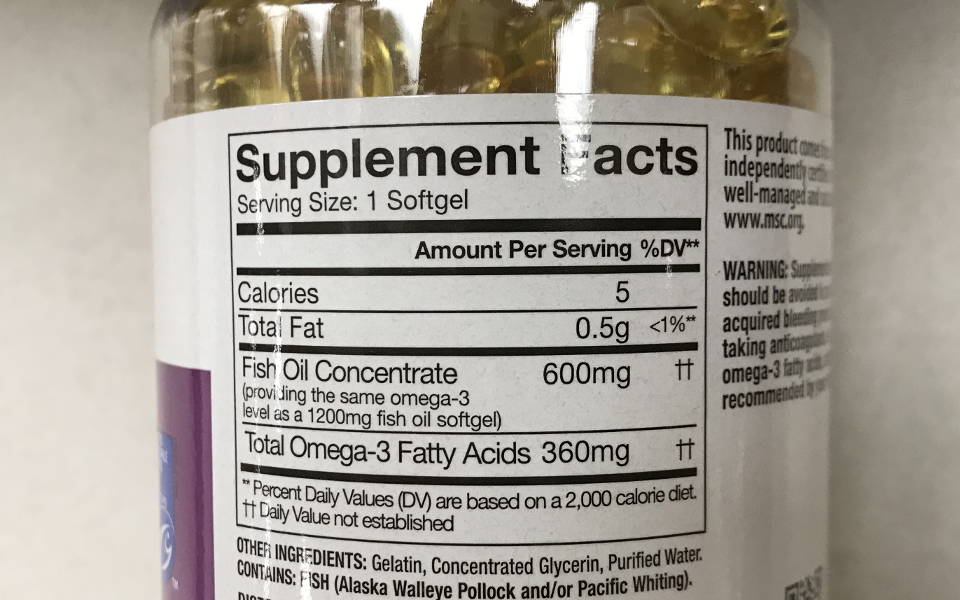 Supplement Facts
Serving Size: 1 Softgel
Amount Per Serving %DV**
Calories 5
Total Fat 0.5g <1%**
Fish Oil Concentrate 600mg ††
(providing the same omega-3
level as a 1200mg fish oil softgel)
Total Omega-3 Fatty Acids 360mg ††
** Percent Daily Values (DV) are based on a 2,000 calorie diet.
†† Daily Value not established
OTHER INGREDIENTS: Gelatin, Concentrated Glycerin, Purified Water.
CONTAINS: FISH (Alaska Walleye Pollock and/or Pacific Whiting).
This product comes
independently
well-managed and
www.msc.org.
WARNING:
should be avoided
acquired bleeding
taking
omega-3 fatty acids
recommended by
TM